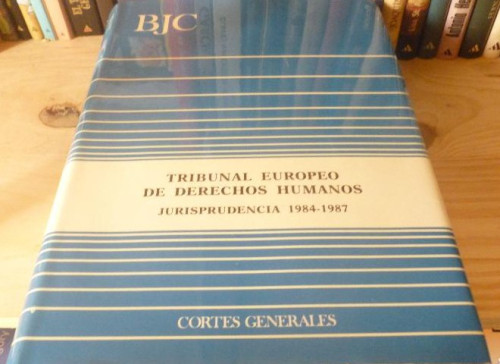 BJC
TRIBUNAL EUROPEO
DE DERECHOS HUMANOS
JURISPRUDENCIA 1984-1987
CORTES GENERALES